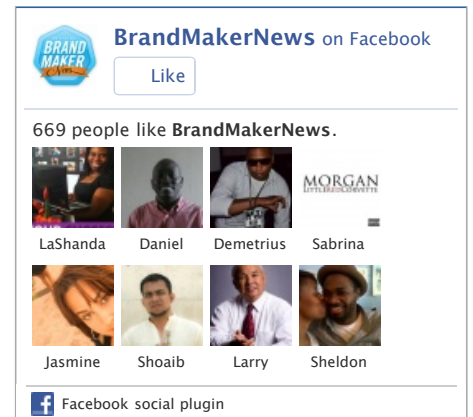 BRAND
MAKER
News
BrandMakerNews on Facebook
Like
669 people like BrandMakerNews.
MORGAN
LITTLEREDCORVETTE
LaShanda Daniel Demetrius Sabrina
Jasmine Shoaib Larry Sheldon
Facebook social plugin